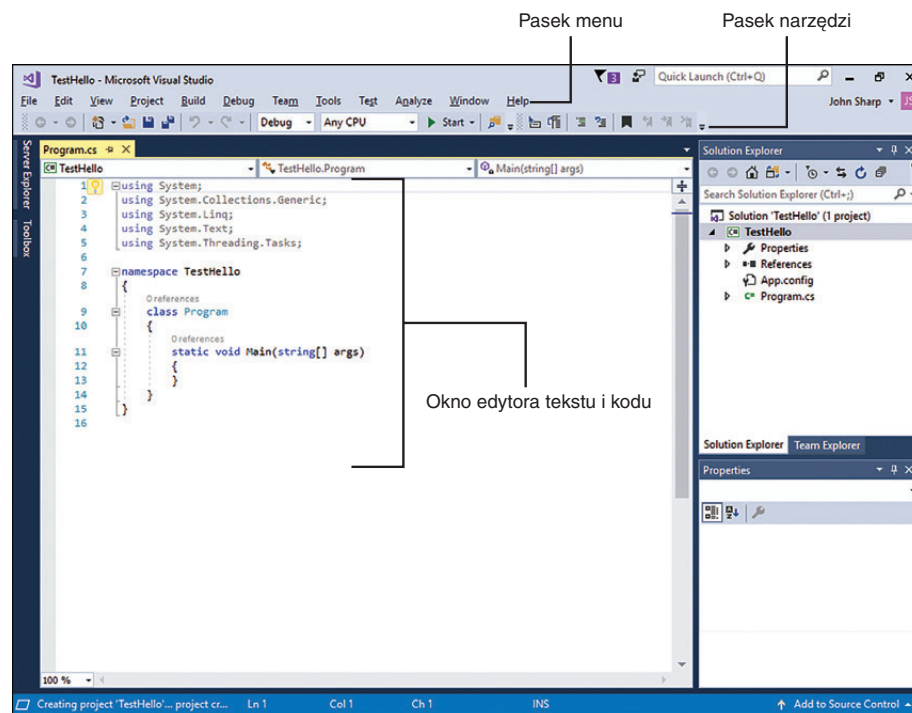 Pasek menu
Pasek narzędzi
TestHello - Microsoft Visual Studio
3
Quick Launch (Ctrl+Q)
File Edit View Project Build Debug Team Tools Test Analyze Window Help
John Sharp
JS
Debug
Any CPU
Start
Server Explorer
Toolbox
Program.cs
TestHello
TestHello.Program
Main(string[] args)
1 using System;
2 using System.Collections.Generic;
3 using System.Linq;
4 using System.Text;
5 using System.Threading.Tasks;
6
7 namespace TestHello
8 {
0 references
9 class Program
10 {
0 references
11 static void Main(string[] args)
12 {
13 }
14 }
15 }
16
Okno edytora tekstu i kodu
100 %
Solution Explorer
Search Solution Explorer (Ctrl+;)
Solution 'TestHello' (1 project)
C# TestHello
Properties
References
App.config
C# Program.cs
Solution Explorer Team Explorer
Properties
Creating project 'TestHello'... project cr...
Ln 1
Col 1
Ch 1
INS
Add to Source Control